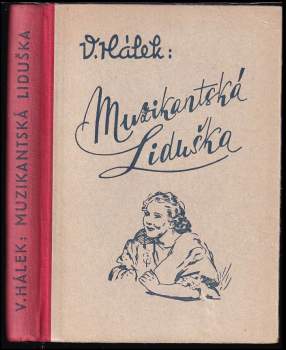 V. HÁLEK: MUZIKANTSKÁ LIDUŠKA
V. Hálek:
Muzikantská
Liduška